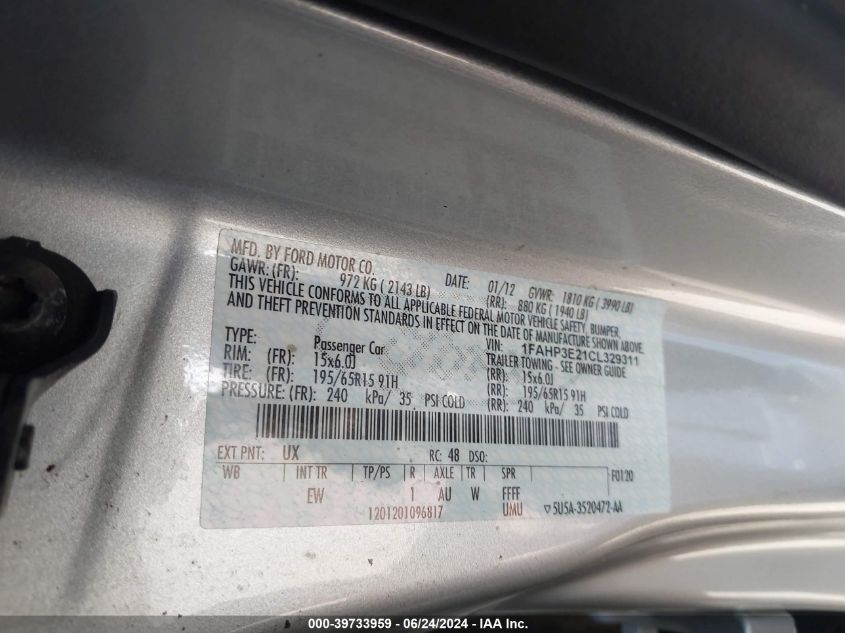 MFD. BY FORD MOTOR CO.
DATE: 01/12 GVWR: 1810 KG ( 3990 LB)
GAWR: (FR): 972 KG ( 2143 LB) (RR): 880 KG ( 1940 LB)
THIS VEHICLE CONFORMS TO ALL APPLICABLE FEDERAL MOTOR VEHICLE SAFETY, BUMPER,
AND THEFT PREVENTION STANDARDS IN EFFECT ON THE DATE OF MANUFACTURE SHOWN ABOVE.
VIN: 1FAHP3E21CL329311
TYPE: Passenger Car TRAILER TOWING - SEE OWNER GUIDE
RIM: (FR): 15x6.0J (RR): 15x6.0J
TIRE: (FR): 195/65R15 91H (RR): 195/65R15 91H
PRESSURE: (FR): 240 kPa/ 35 PSI COLD (RR): 240 kPa/ 35 PSI COLD
EXT PNT: UX RC: 48 DSO:
WB INT TR TP/PS R AXLE TR SPR F0120
EW 1 AU W FFFF
1201201096817 UMU ▽5U5A-3520472-AA
000-39733959 | 06/24/2024 - IAA Inc.